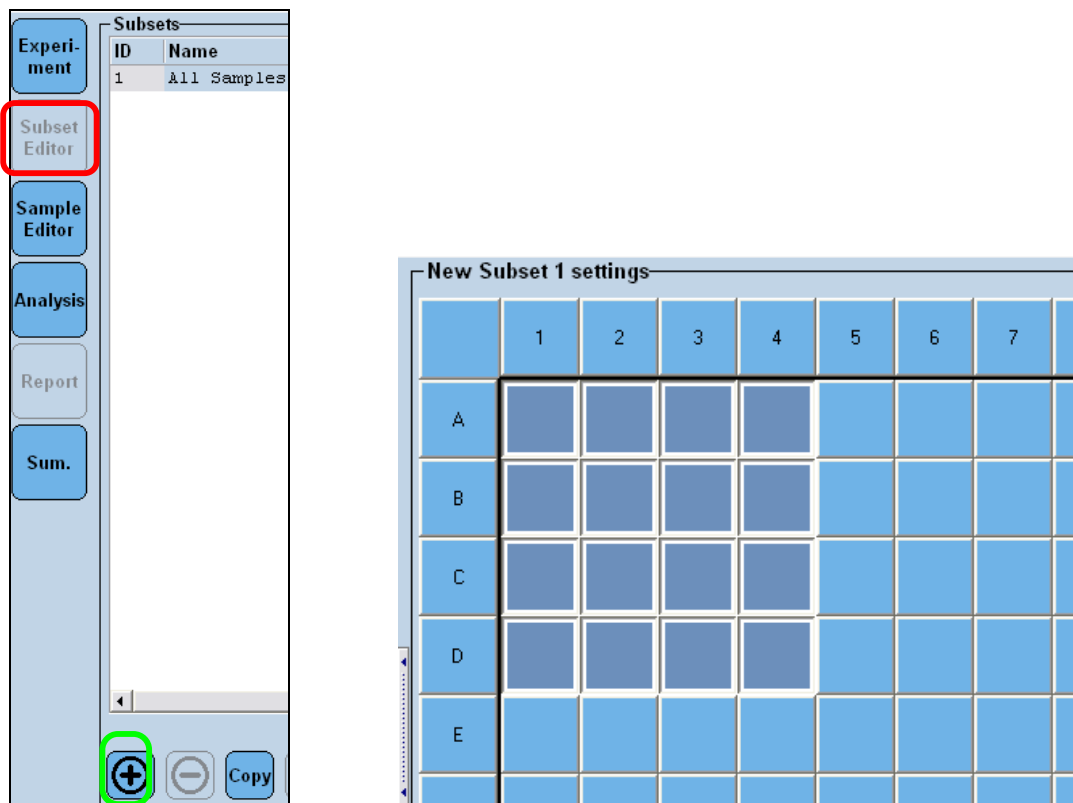 Experi-
ment
Subset
Editor
Sample
Editor
Analysis
Report
Sum.
Subsets
ID Name
1 All Samples
Copy
New Subset 1 settings
1 2 3 4 5 6 7
A
B
C
D
E